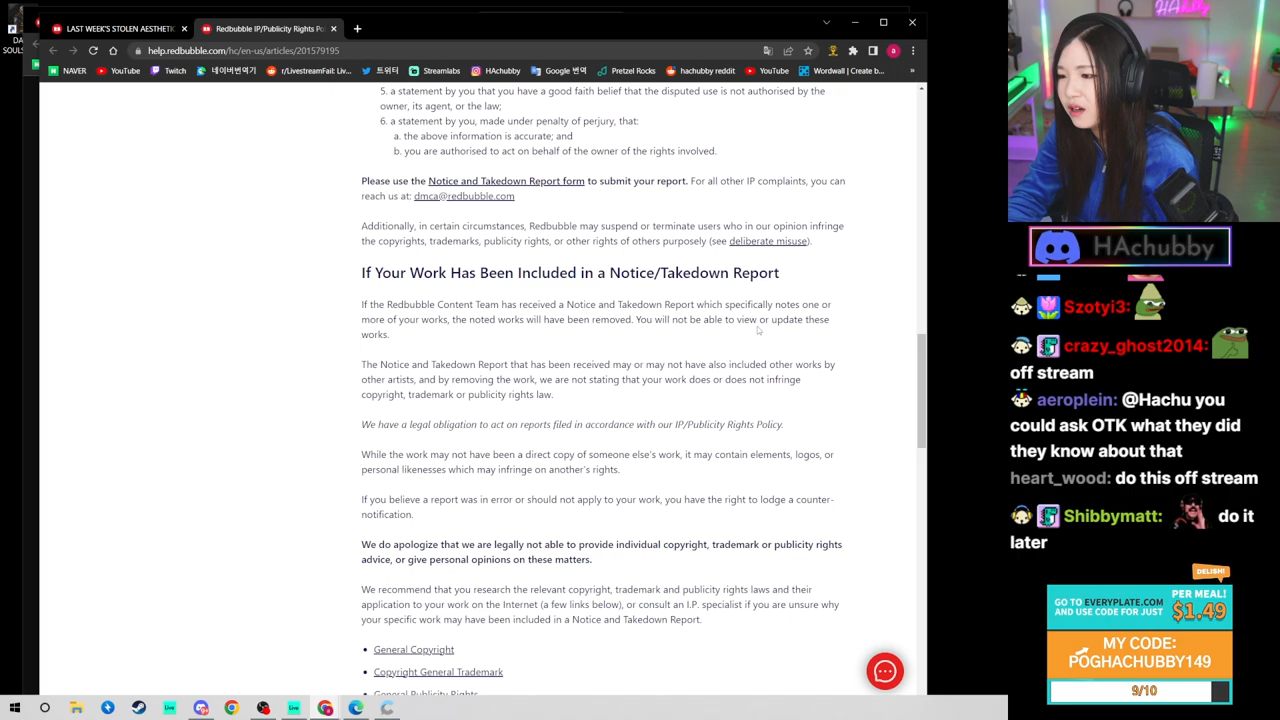 LAST WEEK'S STOLEN AESTHETIC
Redbubble IP/Publicity Rights Po
help.redbubble.com/hc/en-us/articles/201579195
NAVER
YouTube
Twitch
네이버번역기
r/LivestreamFail: Liv...
트위터
Streamlabs
HAchubby
Google 번역
Pretzel Rocks
hachubby reddit
YouTube
Wordwall | Create b...
5. a statement by you that you have a good faith belief that the disputed use is not authorised by the
owner, its agent, or the law;
6. a statement by you, made under penalty of perjury, that:
a. the above information is accurate; and
b. you are authorised to act on behalf of the owner of the rights involved.
Please use the Notice and Takedown Report form to submit your report. For all other IP complaints, you can
reach us at: dmca@redbubble.com
Additionally, in certain circumstances, Redbubble may suspend or terminate users who in our opinion infringe
the copyrights, trademarks, publicity rights, or other rights of others purposely (see deliberate misuse).
If Your Work Has Been Included in a Notice/Takedown Report
If the Redbubble Content Team has received a Notice and Takedown Report which specifically notes one or
more of your works, the noted works will have been removed. You will not be able to view or update these
works.
The Notice and Takedown Report that has been received may or may not have also included other works by
other artists, and by removing the work, we are not stating that your work does or does not infringe
copyright, trademark or publicity rights law.
We have a legal obligation to act on reports filed in accordance with our IP/Publicity Rights Policy.
While the work may not have been a direct copy of someone else's work, it may contain elements, logos, or
personal likenesses which may infringe on another's rights.
If you believe a report was in error or should not apply to your work, you have the right to lodge a counter-
notification.
We do apologize that we are legally not able to provide individual copyright, trademark or publicity rights
advice, or give personal opinions on these matters.
We recommend that you research the relevant copyright, trademark and publicity rights laws and their
application to your work on the Internet (a few links below), or consult an I.P. specialist if you are unsure why
your specific work may have been included in a Notice and Takedown Report.
General Copyright
Copyright General Trademark
General Publicity Rights
HAchubby
Szotyi3:
crazy_ghost2014:
off stream
aeroplein: @Hachu you
could ask OTK what they did
they know about that
heart_wood: do this off stream
Shibbymatt: do it
later
DELISH!
GO TO EVERYPLATE.COM
AND USE CODE FOR JUST
PER MEAL!
$1.49
MY CODE:
POGHACHUBBY149
9/10